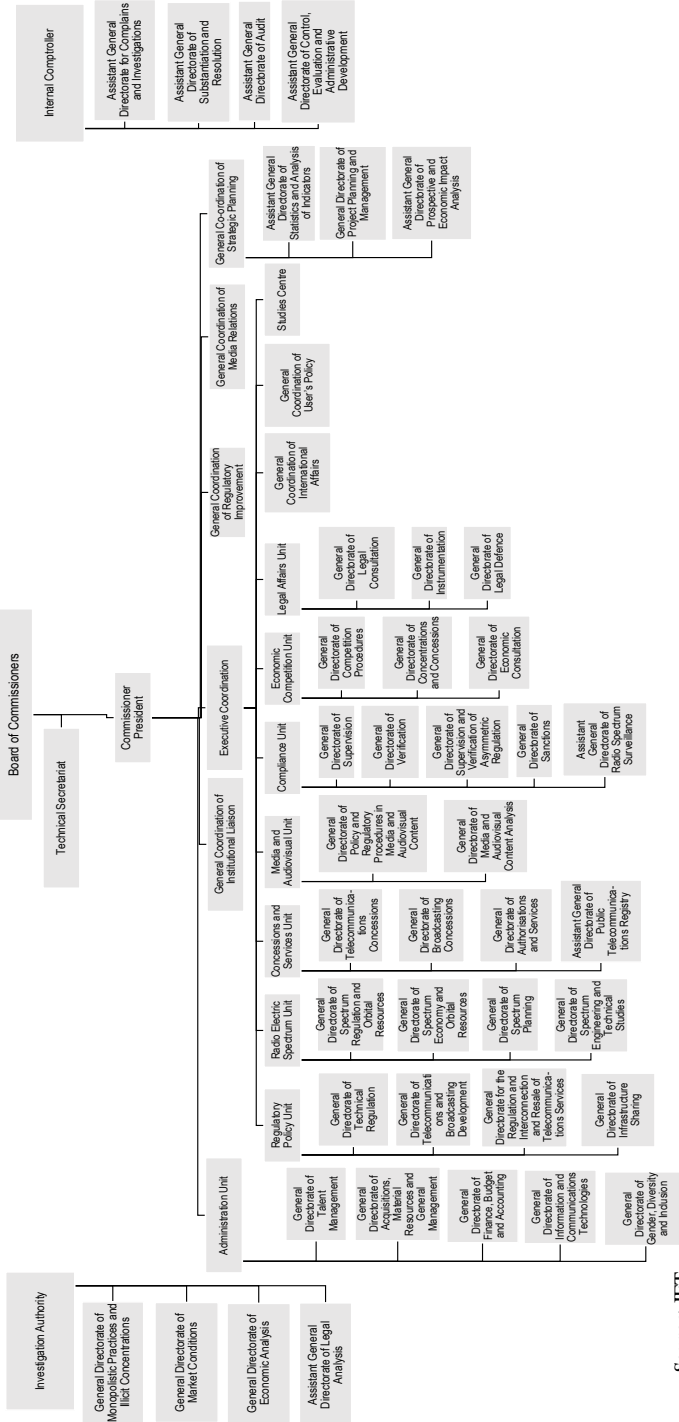 Board of Commissioners
Technical Secretariat
Commissioner
President
Investigation Authority
General Directorate of
Monopolistic Practices and
Illicit Concentrations
General Directorate of
Market Conditions
General Directorate of
Economic Analysis
Assistant General
Directorate of Legal
Analysis
Administration Unit
General
Directorate of
Talent
Management
General
Directorate of
Acquisitions,
Material
Resources and
General
Management
General
Directorate of
Finance, Budget
and Accounting
General
Directorate of
Information and
Communications
Technologies
General
Directorate of
Gender, Diversity
and Inclusion
General Coordination of
Institutional Liaison
Executive Coordination
General Coordination
of Regulatory
Improvement
General Coordination of
Media Relations
General Co-ordination of
Strategic Planning
Assistant General
Directorate of
Statistics and Analysis
of Indicators
General Directorate of
Project Planning and
Management
Assistant General
Directorate of
Prospective and
Economic Impact
Analysis
Regulatory
Policy Unit
General
Directorate of
Technical
Regulation
General
Directorate of
Telecommunicati
ons and
Broadcasting
Development
General
Directorate for the
Regulation and
Interconnection
and Resale of
Telecommunica-
tions Services
General
Directorate of
Infrastructure
Sharing
Radio Electric
Spectrum Unit
General
Directorate of
Spectrum
Regulation and
Orbital
Resources
General
Directorate of
Spectrum
Economy and
Orbital
Resources
General
Directorate of
Spectrum
Planning
General
Directorate of
Spectrum
Engineering and
Technical
Studies
Concessions and
Services Unit
General
Directorate of
Telecommunica-
tions
Concessions
General
Directorate of
Broadcasting
Concessions
General
Directorate of
Authorisations
and Services
Assistant General
Directorate of
Public
Telecommunica-
tions Registry
Media and
Audiovisual Unit
General
Directorate of
Policy and
Regulatory
Procedures in
Media and
Audiovisual
Content
General
Directorate of
Media and
Audiovisual
Content Analysis
Compliance Unit
General
Directorate of
Supervision
General
Directorate of
Verification
General
Directorate of
Supervision and
Verification of
Asymmetric
Regulation
General
Directorate of
Sanctions
Assistant
General
Directorate of
Radio Spectrum
Surveillance
Economic
Competition Unit
General
Directorate of
Competition
Procedures
General
Directorate of
Concentrations
and Concessions
General
Directorate of
Economic
Consultation
Legal Affairs Unit
General
Directorate of
Legal
Consultation
General
Directorate of
Instrumentation
General
Directorate of
Legal Defence
General
Coordination of
International
Affairs
General
Coordination of
User's Policy
Studies Centre
Internal Comptroller
Assistant General
Directorate for Complains
and Investigations
Assistant General
Directorate of
Substantiation and
Resolution
Assistant General
Directorate of Audit
Assistant General
Directorate of Control,
Evaluation and
Administrative
Development